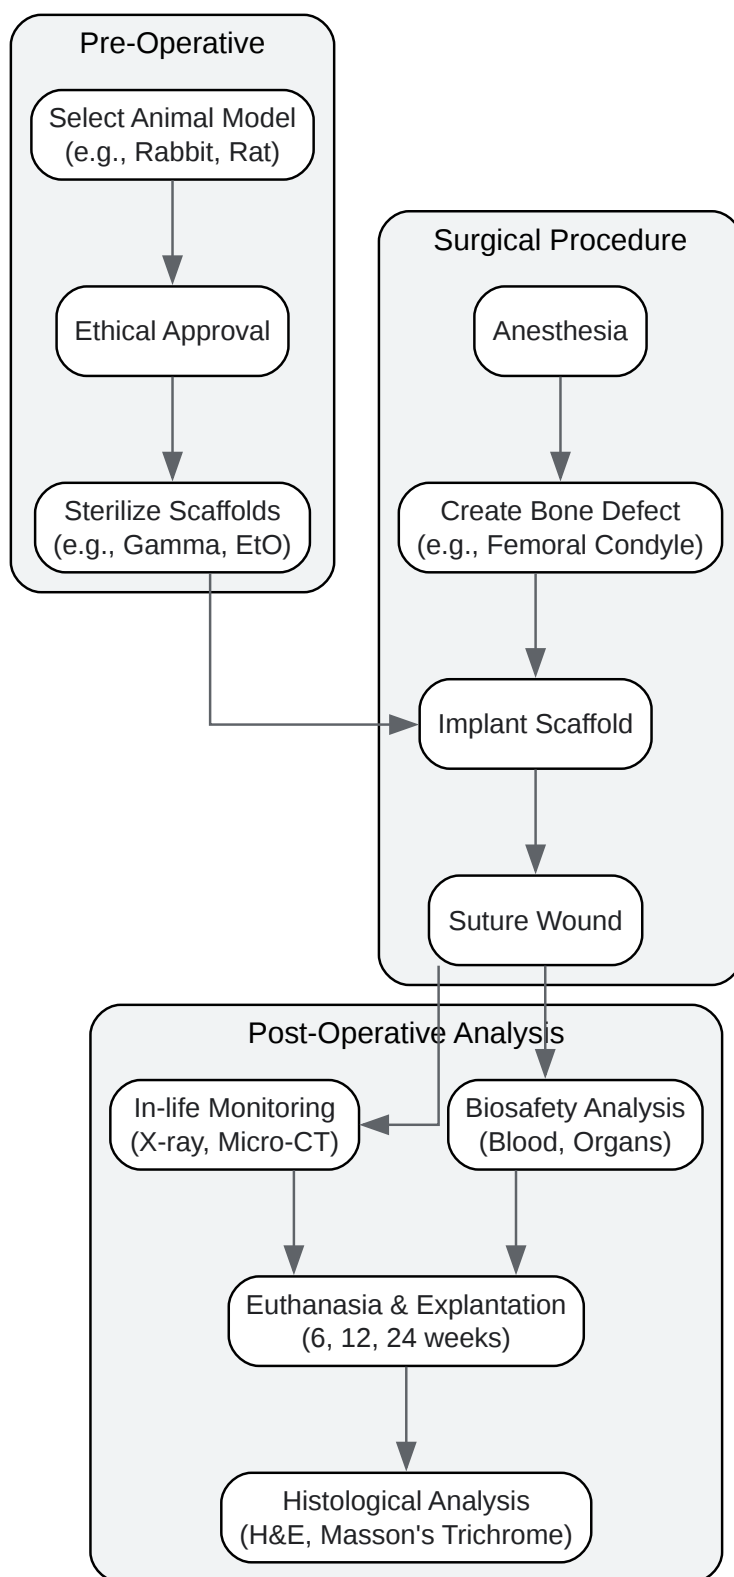 Pre-Operative
Select Animal Model
(e.g., Rabbit, Rat)
Ethical Approval
Sterilize Scaffolds
(e.g., Gamma, EtO)
Surgical Procedure
Anesthesia
Create Bone Defect
(e.g., Femoral Condyle)
Implant Scaffold
Suture Wound
Post-Operative Analysis
In-life Monitoring
(X-ray, Micro-CT)
Biosafety Analysis
(Blood, Organs)
Euthanasia & Explantation
(6, 12, 24 weeks)
Histological Analysis
(H&E, Masson's Trichrome)